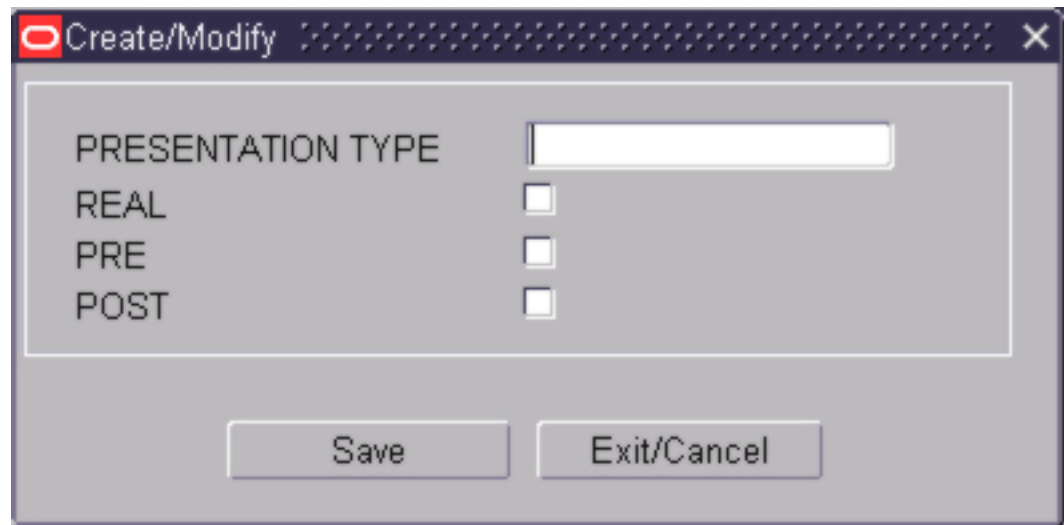 Create/Modify
PRESENTATION TYPE
REAL
PRE
POST
Save Exit/Cancel